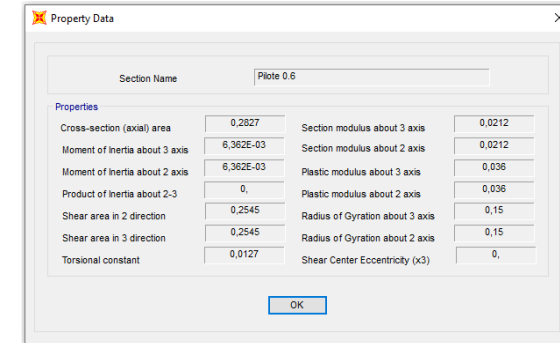 Property Data
Section Name Pilote 0.6
Properties
Cross-section (axial) area 0,2827 Section modulus about 3 axis 0,0212
Moment of Inertia about 3 axis 6,362E-03 Section modulus about 2 axis 0,0212
Moment of Inertia about 2 axis 6,362E-03 Plastic modulus about 3 axis 0,036
Product of Inertia about 2-3 0, Plastic modulus about 2 axis 0,036
Shear area in 2 direction 0,2545 Radius of Gyration about 3 axis 0,15
Shear area in 3 direction 0,2545 Radius of Gyration about 2 axis 0,15
Torsional constant 0,0127 Shear Center Eccentricity (x3) 0,
OK